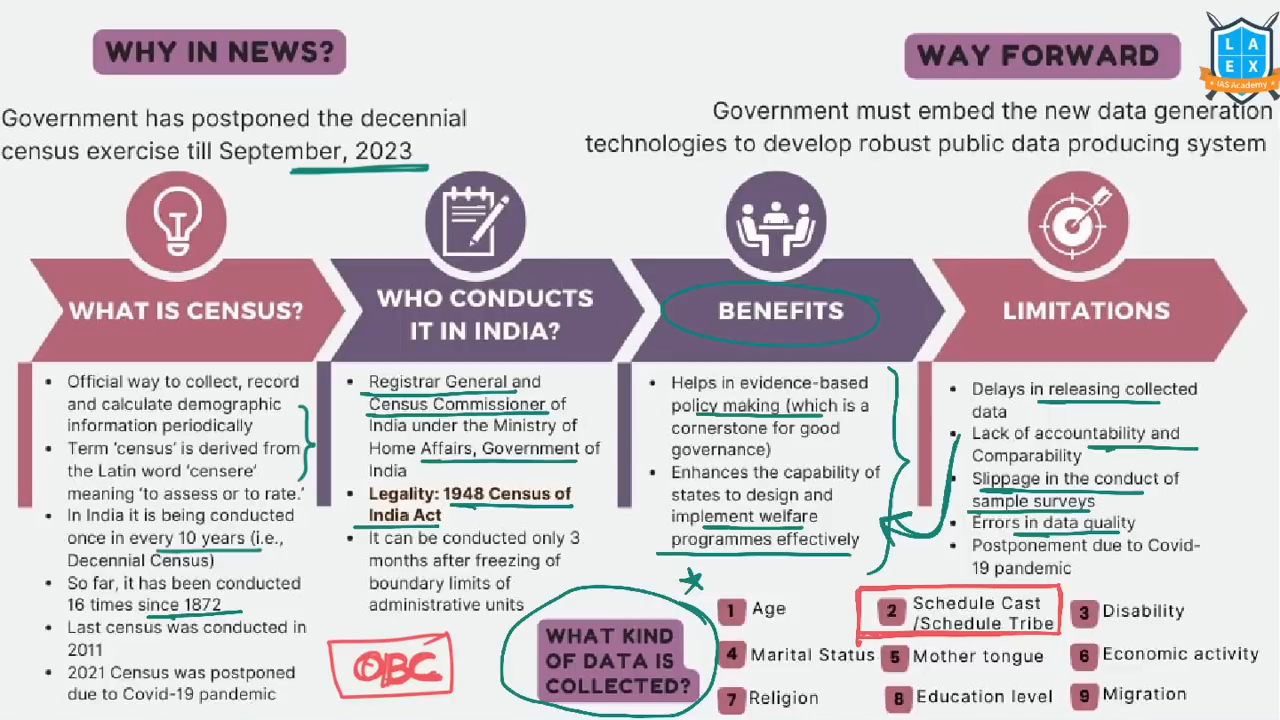 WHY IN NEWS?
Government has postponed the decennial
census exercise till September, 2023
WAY FORWARD
Government must embed the new data generation
technologies to develop robust public data producing system
L A
E X
IAS Academy
WHAT IS CENSUS?
Official way to collect, record
and calculate demographic
information periodically
Term ‘census’ is derived from
the Latin word ‘censere’
meaning ‘to assess or to rate.’
In India it is being conducted
once in every 10 years (i.e.,
Decennial Census)
So far, it has been conducted
16 times since 1872
Last census was conducted in
2011
2021 Census was postponed
due to Covid-19 pandemic
WHO CONDUCTS
IT IN INDIA?
Registrar General and
Census Commissioner of
India under the Ministry of
Home Affairs, Government of
India
Legality: 1948 Census of
India Act
It can be conducted only 3
months after freezing of
boundary limits of
administrative units
OBC
BENEFITS
Helps in evidence-based
policy making (which is a
cornerstone for good
governance)
Enhances the capability of
states to design and
implement welfare
programmes effectively
LIMITATIONS
Delays in releasing collected
data
Lack of accountability and
Comparability
Slippage in the conduct of
sample surveys
Errors in data quality
Postponement due to Covid-
19 pandemic
WHAT KIND
OF DATA IS
COLLECTED?
1 Age
2 Schedule Cast
/Schedule Tribe
3 Disability
4 Marital Status
5 Mother tongue
6 Economic activity
7 Religion
8 Education level
9 Migration